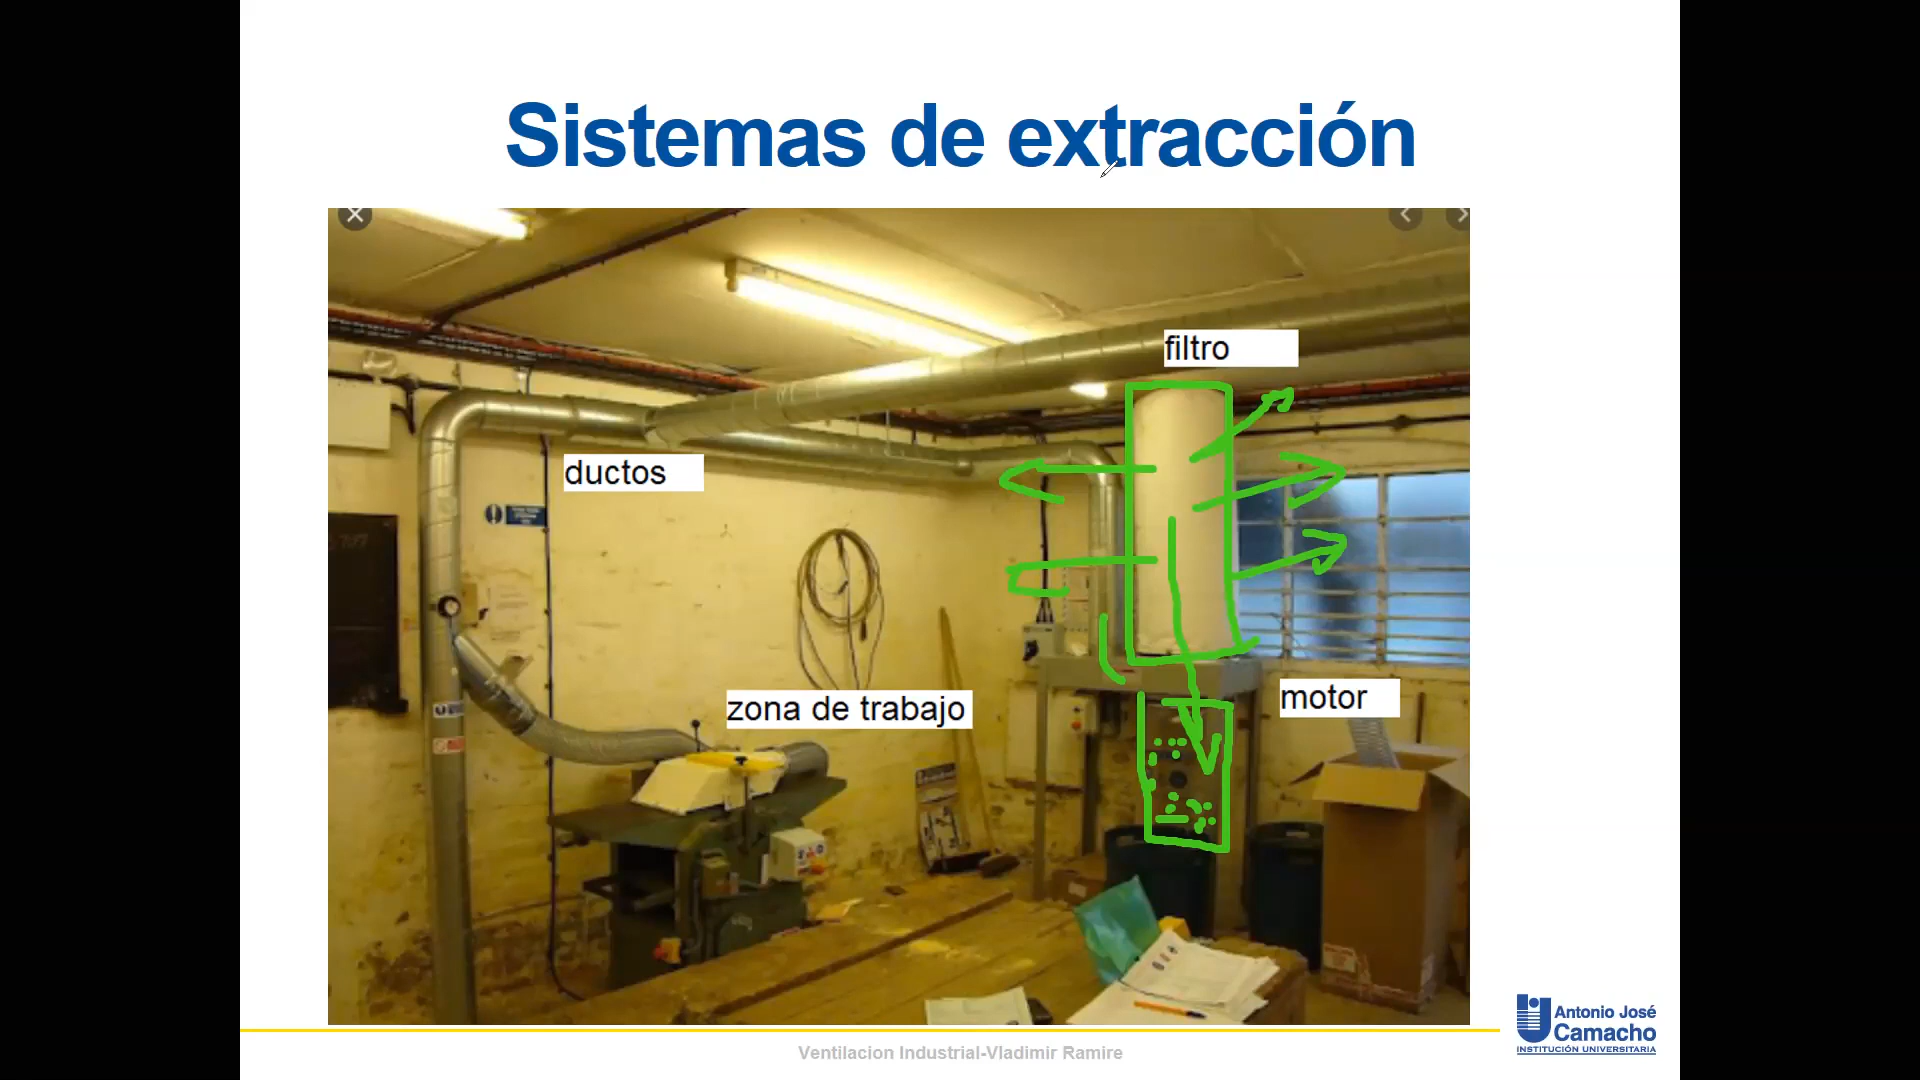 Sistemas de extracción
filtro
ductos
zona de trabajo
motor
Antonio José
Camacho
INSTITUCIÓN UNIVERSITARIA
Ventilacion Industrial-Vladimir Ramire